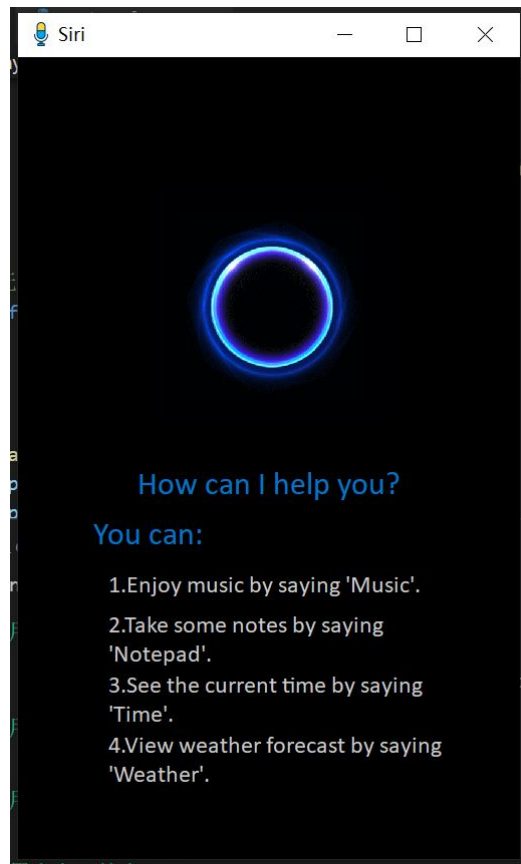 Siri
How can I help you?
You can:
1.Enjoy music by saying 'Music'.
2.Take some notes by saying
'Notepad'.
3.See the current time by saying
'Time'.
4.View weather forecast by saying
'Weather'.